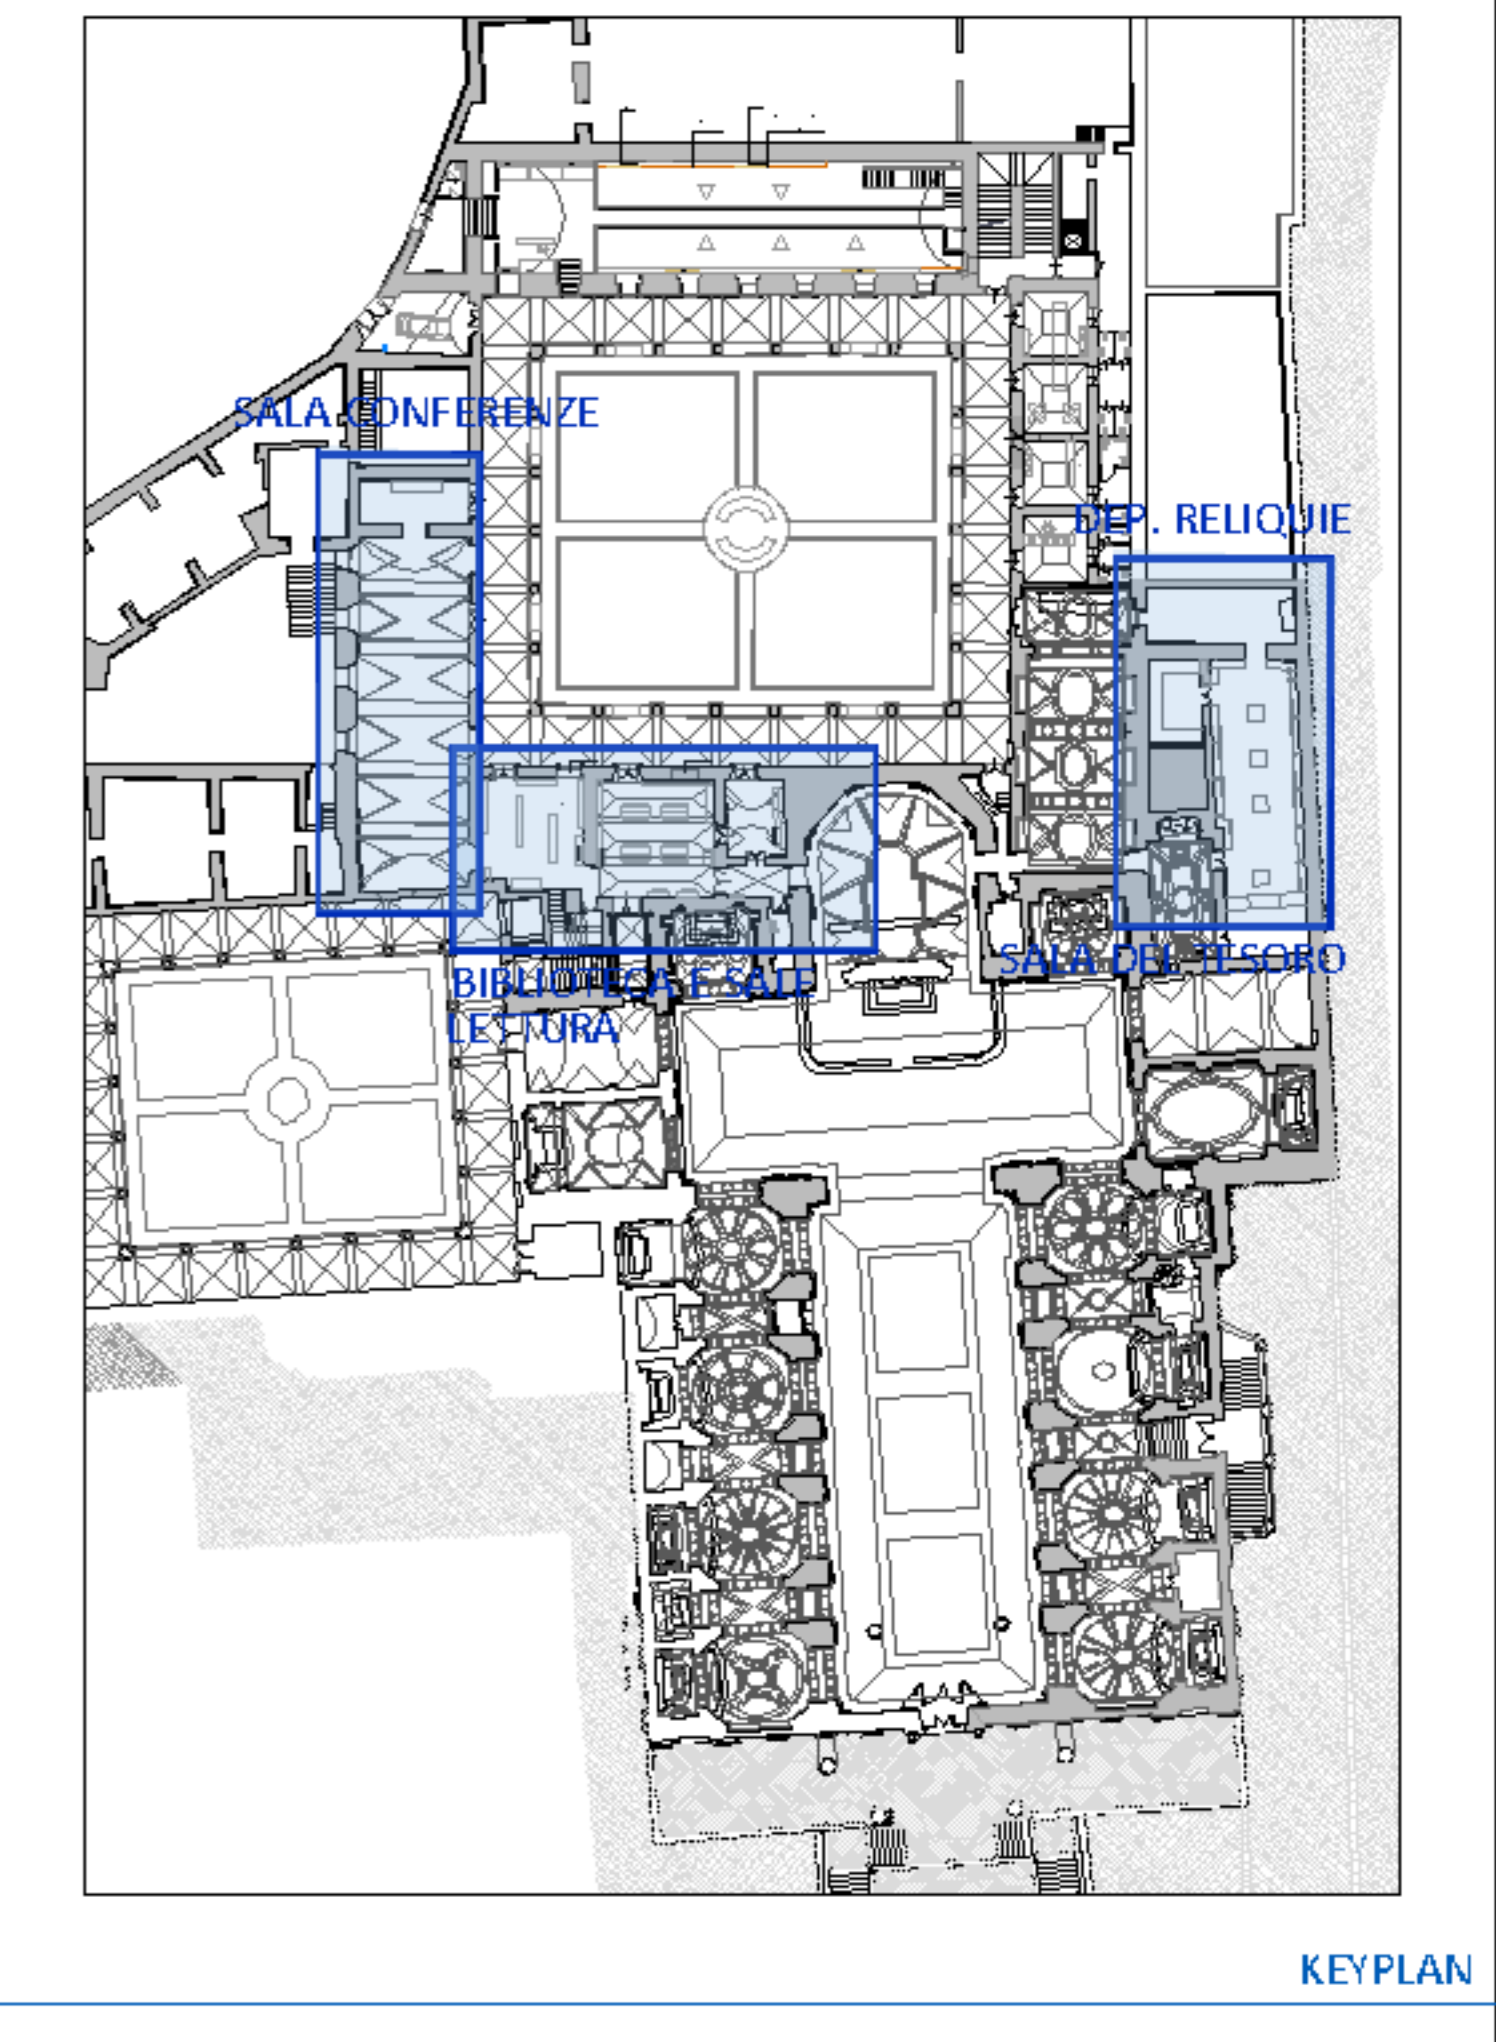 SALA CONFERENZE
DEP. RELIQUIE
SALA DEL TESORO
BIBLIOTECA E SALE
LETTURA
KEYPLAN